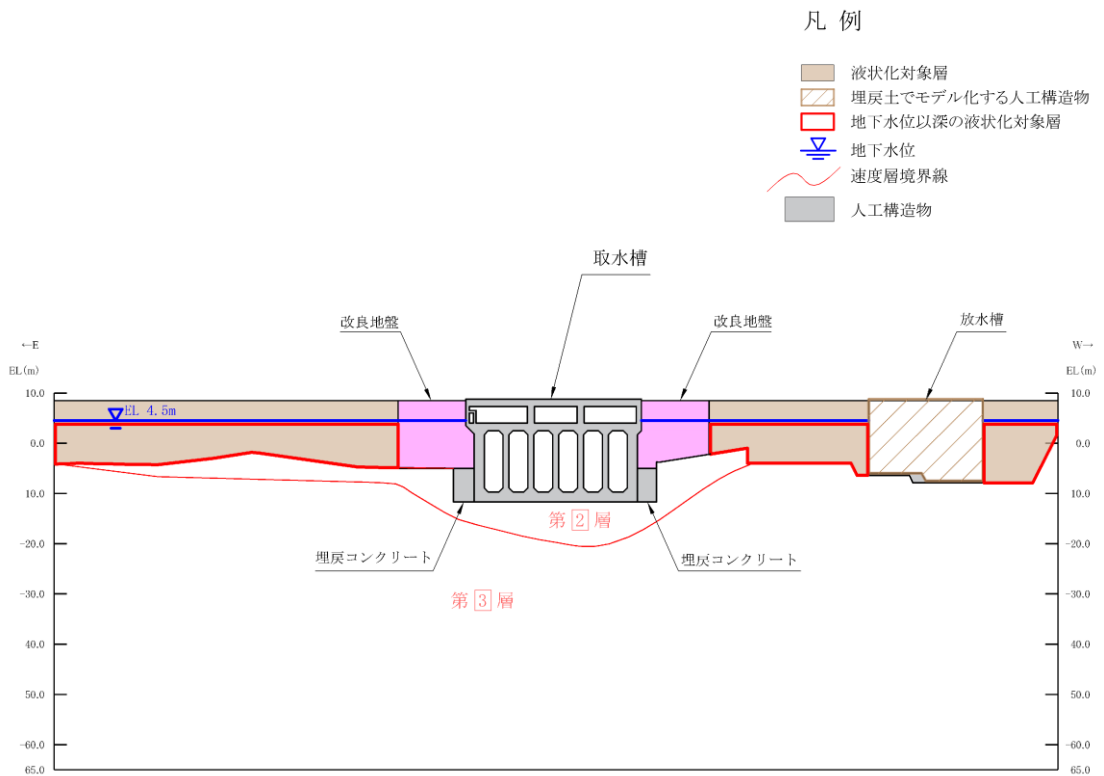 凡 例
液状化対象層
埋戻土でモデル化する人工構造物
地下水位以深の液状化対象層
地下水位
速度層境界線
人工構造物
取水槽
改良地盤
改良地盤
放水槽
←E
W→
EL(m)
EL(m)
10.0
10.0
EL 4.5m
0.0
0.0
10.0
-10.0
第2層
-20.0
-20.0
埋戻コンクリート
埋戻コンクリート
-30.0
-30.0
第3層
40.0
40.0
50.0
50.0
-60.0
-60.0
65.0
65.0